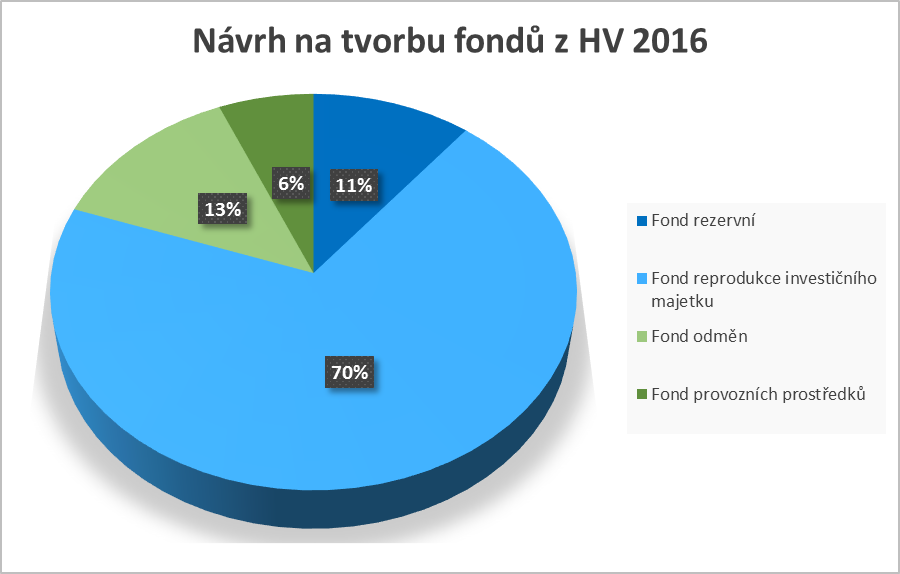 Návrh na tvorbu fondů z HV 2016
6%
11%
13%
70%
Fond rezervní
Fond reprodukce investičního
majetku
Fond odměn
Fond provozních prostředků